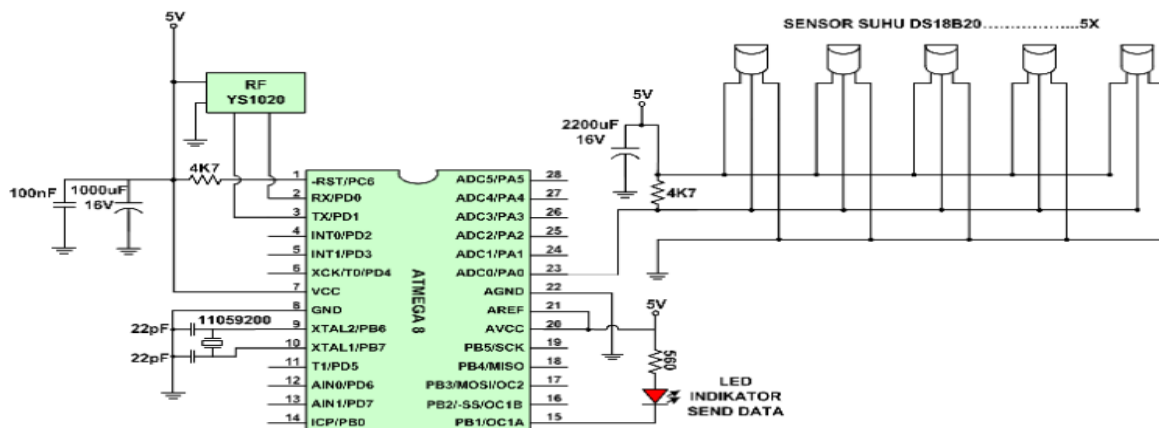 SENSOR SUHU DS18B20..................5X
5V
RF
YS1020
5V
2200uF
16V
4K7
100nF
1000uF
16V
4K7
1 -RST/PC6 ADC5/PA5 28
2 RX/PD0 ADC4/PA4 27
3 TX/PD1 ADC3/PA3 26
4 INT0/PD2 ADC2/PA2 25
5 INT1/PD3 ADC1/PA1 24
6 XCK/T0/PD4 ADC0/PA0 23
7 VCC AGND 22
8 GND AREF 21
9 XTAL2/PB6 AVCC 20
10 XTAL1/PB7 PB5/SCK 19
11 T1/PD5 PB4/MISO 18
12 AIN0/PD6 PB3/MOSI/OC2 17
13 AIN1/PD7 PB2/-SS/OC1B 16
14 ICP/PB0 PB1/OC1A 15
ATMEGA 8
22pF
11059200
22pF
5V
560
LED
INDIKATOR
SEND DATA